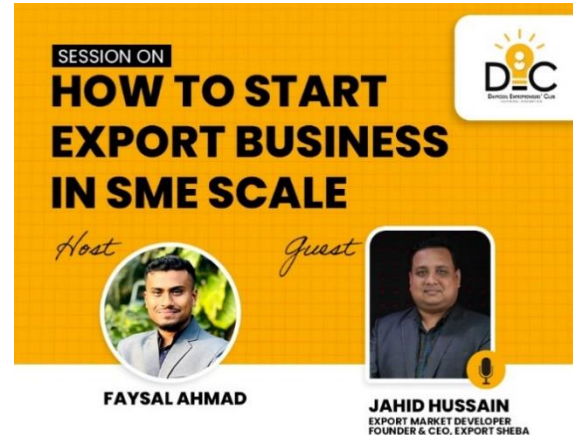 SESSION ON
HOW TO START
EXPORT BUSINESS
IN SME SCALE
DEC
Host
Guest
FAYSAL AHMAD
JAHID HUSSAIN
EXPORT MARKET DEVELOPER
FOUNDER & CEO, EXPORT SHEBA